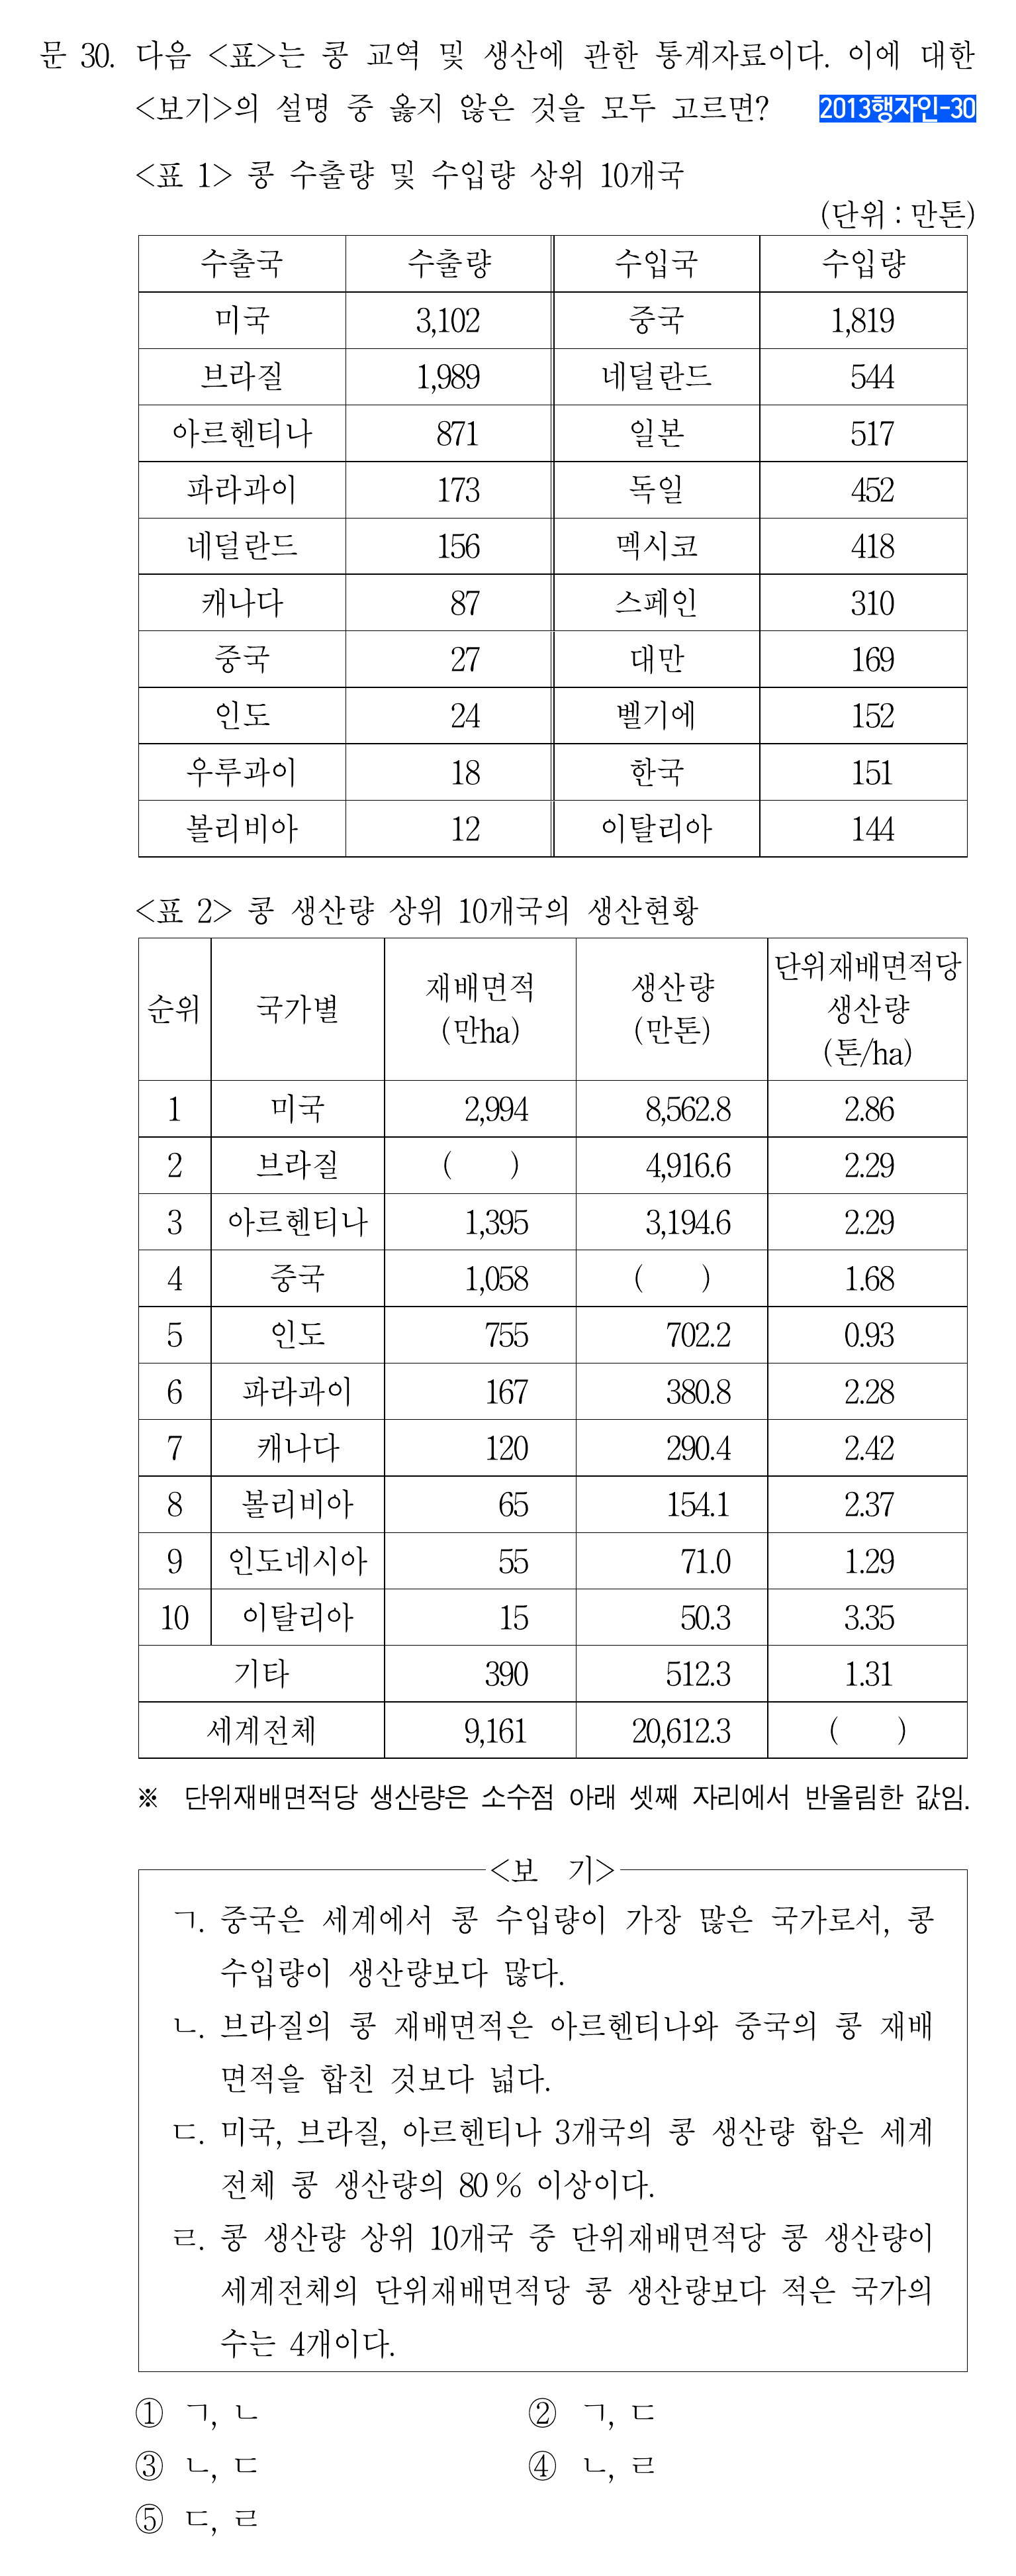 문 30. 다음 <표>는 콩 교역 및 생산에 관한 통계자료이다. 이에 대한
<보기>의 설명 중 옳지 않은 것을 모두 고르면? 2013행자인-30
<표 1> 콩 수출량 및 수입량 상위 10개국
(단위 : 만톤)
수출국 수출량 수입국 수입량
미국 3,102 중국 1,819
브라질 1,989 네덜란드 544
아르헨티나 871 일본 517
파라과이 173 독일 452
네덜란드 156 멕시코 418
캐나다 87 스페인 310
중국 27 대만 169
인도 24 벨기에 152
우루과이 18 한국 151
볼리비아 12 이탈리아 144
<표 2> 콩 생산량 상위 10개국의 생산현황
순위 국가별 재배면적 (만ha) 생산량 (만톤) 단위재배면적당 생산량 (톤/ha)
1 미국 2,994 8,562.8 2.86
2 브라질 ( ) 4,916.6 2.29
3 아르헨티나 1,395 3,194.6 2.29
4 중국 1,058 ( ) 1.68
5 인도 755 702.2 0.93
6 파라과이 167 380.8 2.28
7 캐나다 120 290.4 2.42
8 볼리비아 65 154.1 2.37
9 인도네시아 55 71.0 1.29
10 이탈리아 15 50.3 3.35
기타 390 512.3 1.31
세계전체 9,161 20,612.3 ( )
※ 단위재배면적당 생산량은 소수점 아래 셋째 자리에서 반올림한 값임.
<보 기>
ㄱ. 중국은 세계에서 콩 수입량이 가장 많은 국가로서, 콩
수입량이 생산량보다 많다.
ㄴ. 브라질의 콩 재배면적은 아르헨티나와 중국의 콩 재배
면적을 합친 것보다 넓다.
ㄷ. 미국, 브라질, 아르헨티나 3개국의 콩 생산량 합은 세계
전체 콩 생산량의 80 % 이상이다.
ㄹ. 콩 생산량 상위 10개국 중 단위재배면적당 콩 생산량이
세계전체의 단위재배면적당 콩 생산량보다 적은 국가의
수는 4개이다.
① ㄱ, ㄴ ② ㄱ, ㄷ
③ ㄴ, ㄷ ④ ㄴ, ㄹ
⑤ ㄷ, ㄹ